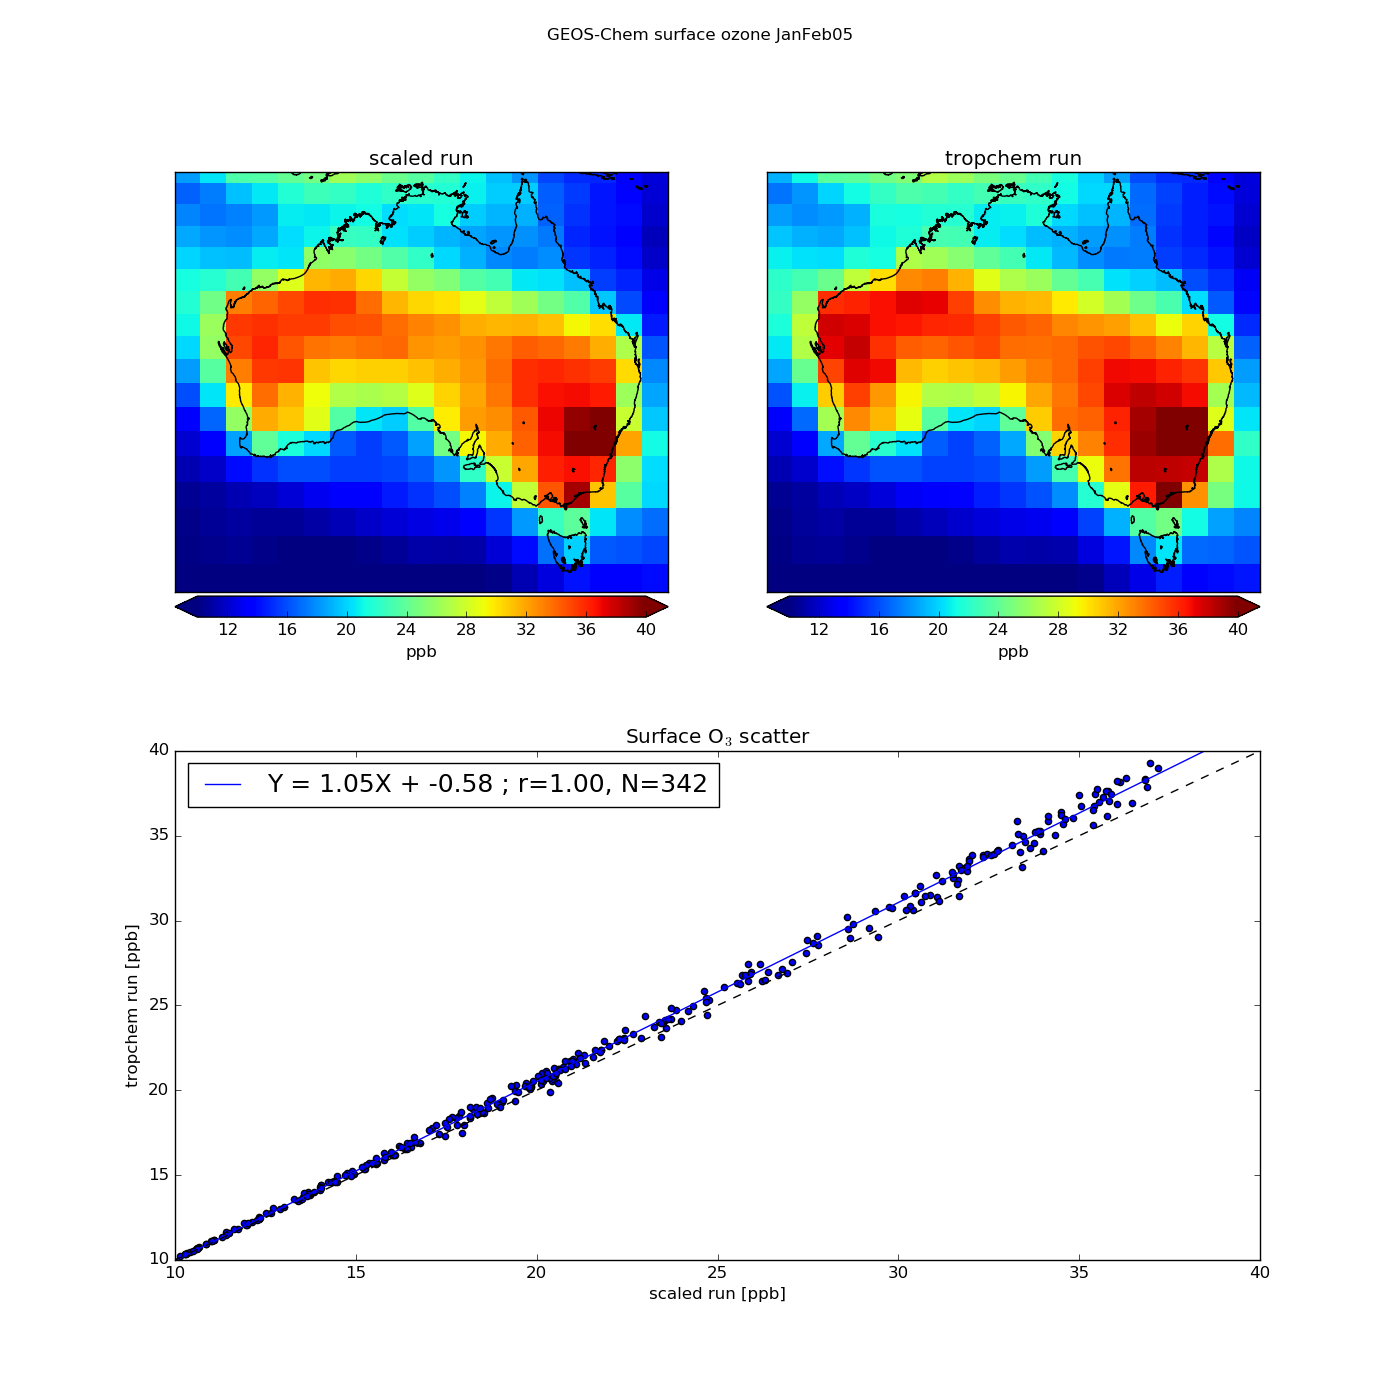 GEOS-Chem surface ozone JanFeb05
scaled run
tropchem run
12 16 20 24 28 32 36 40
ppb
12 16 20 24 28 32 36 40
ppb
Surface O₃ scatter
Y = 1.05X + -0.58 ; r=1.00, N=342
40
35
30
25
20
15
10
tropchem run [ppb]
10 15 20 25 30 35 40
scaled run [ppb]